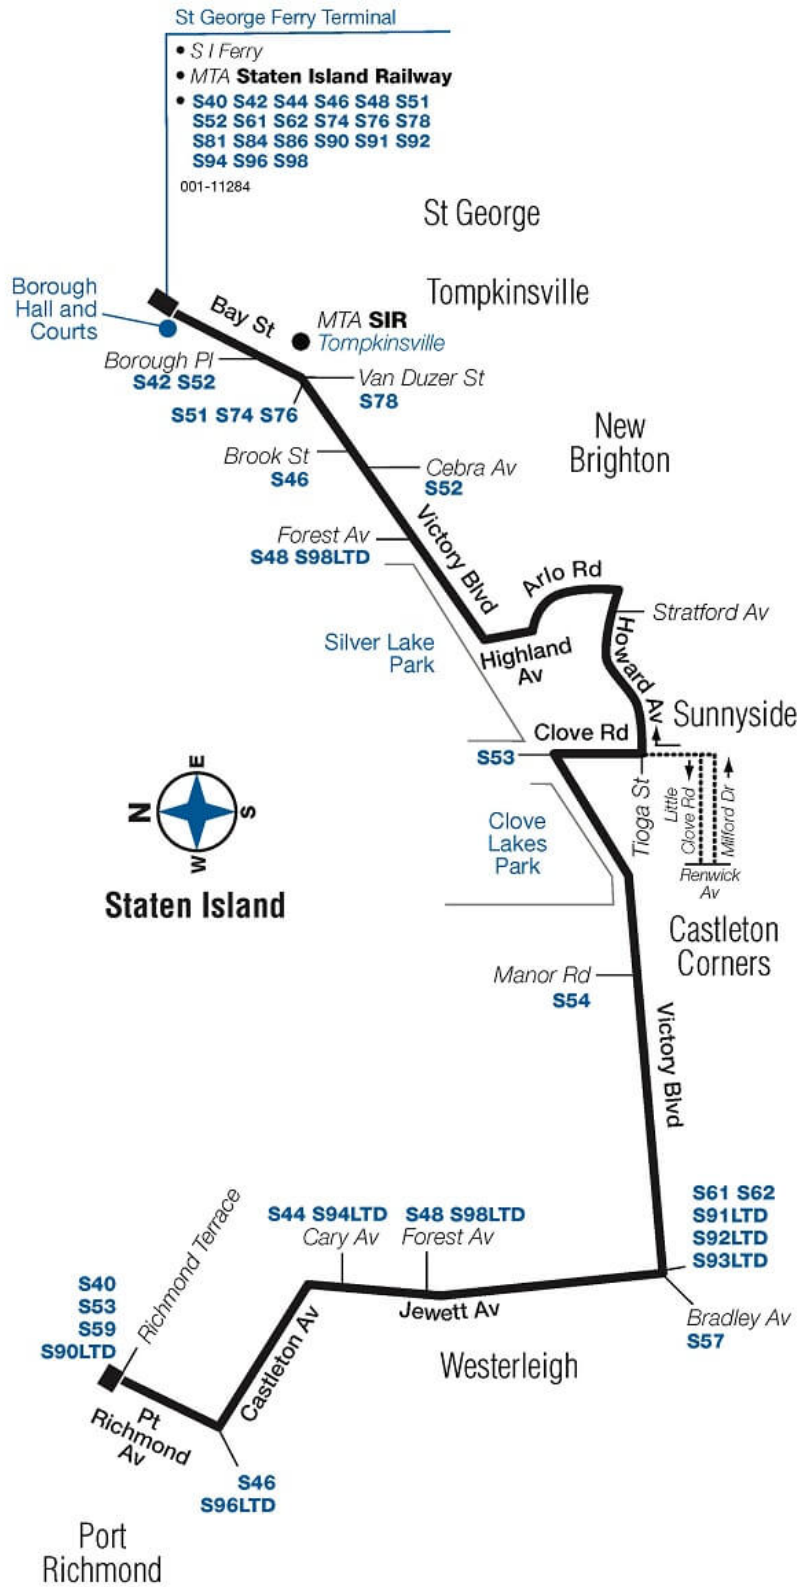 St George Ferry Terminal
• S I Ferry
• MTA Staten Island Railway
• S40 S42 S44 S46 S48 S51
S52 S61 S62 S74 S76 S78
S81 S84 S86 S90 S91 S92
S94 S96 S98
001-11284
St George
Tompkinsville
Borough
Hall and
Courts
Bay St
MTA SIR
Tompkinsville
Borough Pl
S42 S52
Van Duzer St
S78
S51 S74 S76
New
Brighton
Brook St
S46
Cebra Av
S52
Victory Blvd
Forest Av
S48 S98LTD
Arlo Rd
Stratford Av
Silver Lake
Park
Highland
Av
Howard Av
Sunnyside
Clove Rd
S53
Tioga St
Little
Clove Rd
Milford Dr
Renwick
Av
Clove
Lakes
Park
E
N
S
W
Staten Island
Castleton
Corners
Manor Rd
S54
Victory Blvd
S61 S62
S91LTD
S92LTD
S93LTD
S44 S94LTD
Cary Av
S48 S98LTD
Forest Av
Richmond Terrace
S40
S53
S59
S90LTD
Jewett Av
Bradley Av
S57
Castleton Av
Westerleigh
Pt
Richmond
Av
S46
S96LTD
Port
Richmond